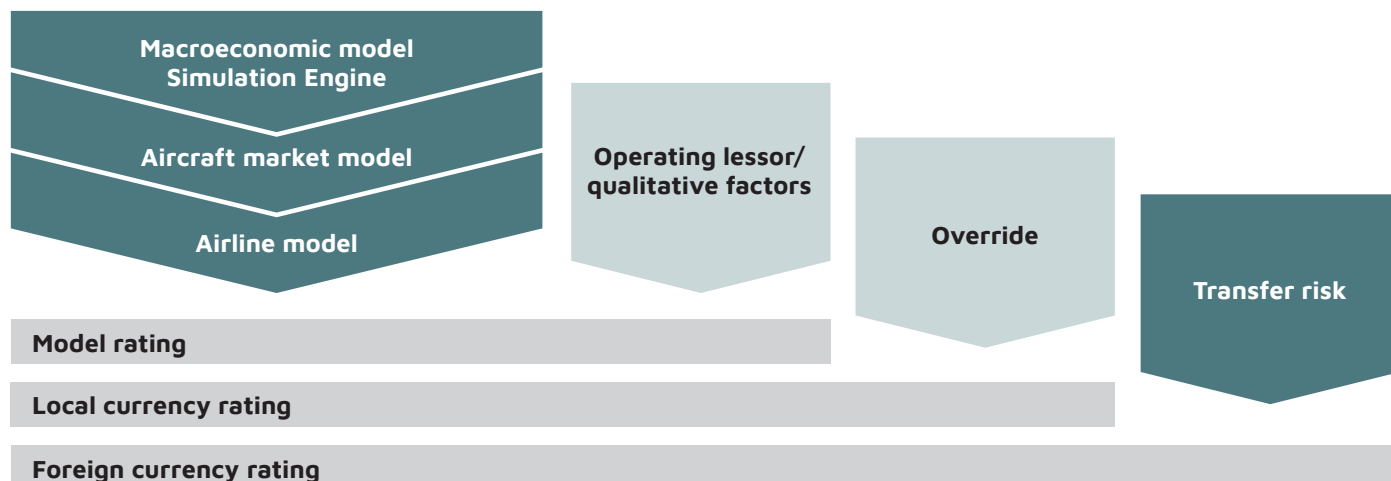 Macroeconomic model
Simulation Engine
Aircraft market model
Airline model
Operating lessor/
qualitative factors
Override
Transfer risk
Model rating
Local currency rating
Foreign currency rating